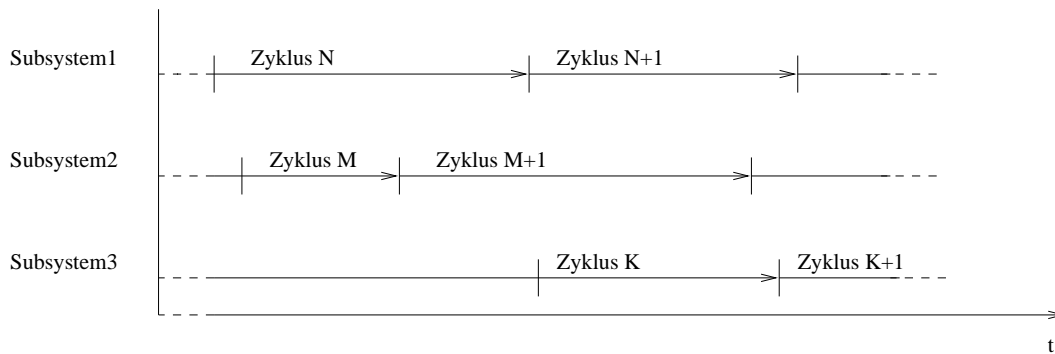 Subsystem1
Zyklus N
Zyklus N+1
Subsystem2
Zyklus M
Zyklus M+1
Subsystem3
Zyklus K
Zyklus K+1
t